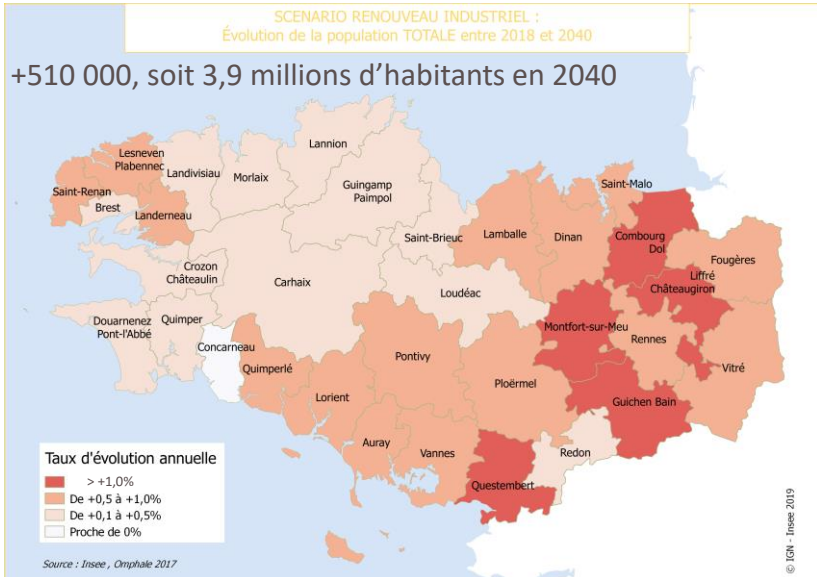 SCENARIO RENOUVEAU INDUSTRIEL :
Évolution de la population TOTALE entre 2018 et 2040
+510 000, soit 3,9 millions d’habitants en 2040
Lannion
Lesneven
Plabennec
Landivisiau
Morlaix
Guingamp
Paimpol
Saint-Malo
Saint-Renan
Brest
Landerneau
Saint-Brieuc
Lamballe
Dinan
Combourg
Dol
Fougères
Liffré
Châteaugiron
Crozon
Châteaulin
Carhaix
Loudéac
Montfort-sur-Meu
Rennes
Douarnenez
Pont-l'Abbé
Quimper
Concarneau
Quimperlé
Pontivy
Vitré
Ploërmel
Lorient
Guichen Bain
Auray
Vannes
Redon
Questembert
Taux d'évolution annuelle
> +1,0%
De +0,5 à +1,0%
De +0,1 à +0,5%
Proche de 0%
Source : Insee , Omphale 2017
© IGN - Insee 2019